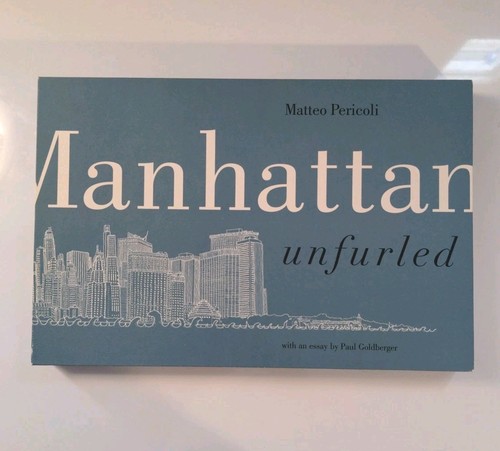 Matteo Pericoli
Manhattan
unfurled
with an essay by Paul Goldberger